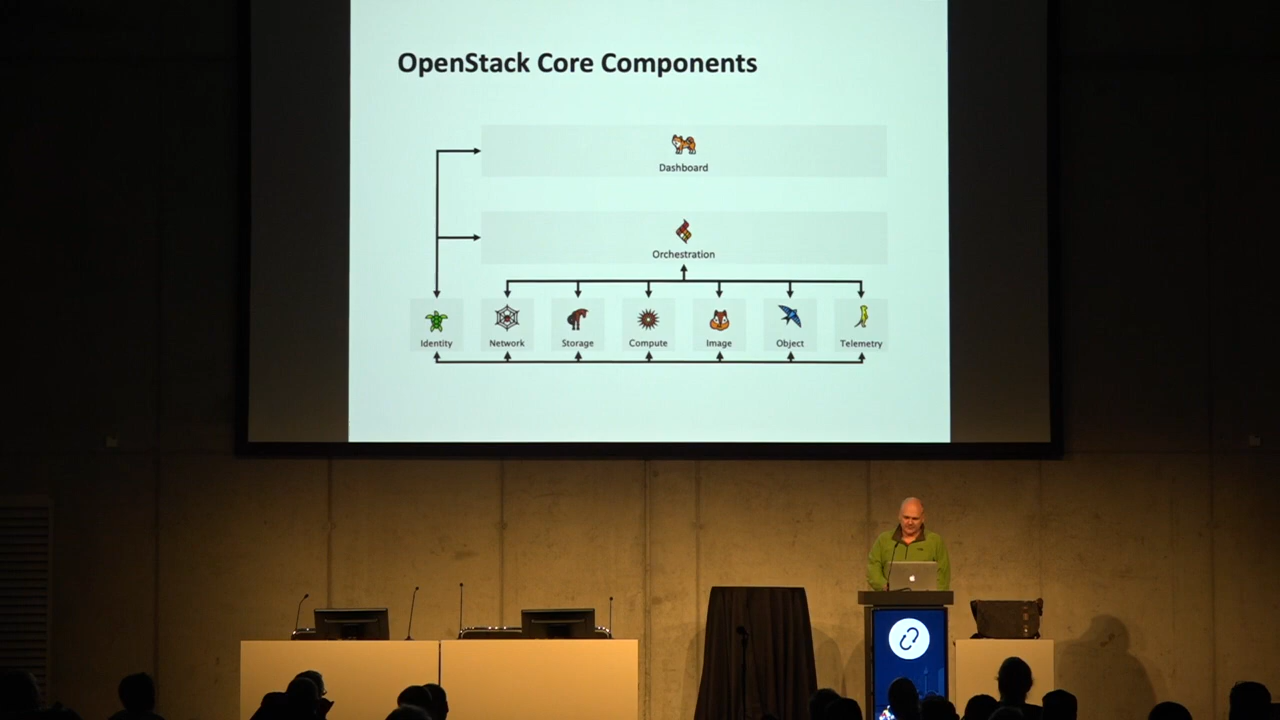 OpenStack Core Components
Dashboard
Orchestration
Identity
Network
Storage
Compute
Image
Object
Telemetry